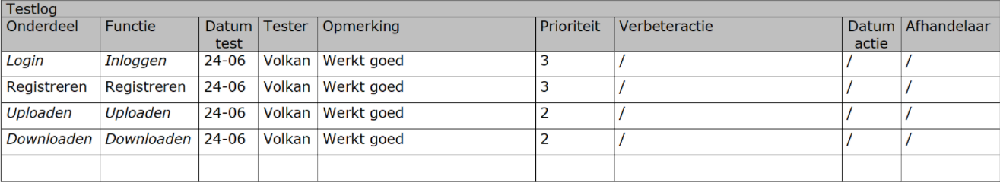 Testlog
Onderdeel Functie Datum test Tester Opmerking Prioriteit Verbeteractie Datum actie Afhandelaar
Login Inloggen 24-06 Volkan Werkt goed 3 / / /
Registreren Registreren 24-06 Volkan Werkt goed 3 / / /
Uploaden Uploaden 24-06 Volkan Werkt goed 2 / / /
Downloaden Downloaden 24-06 Volkan Werkt goed 2 / / /